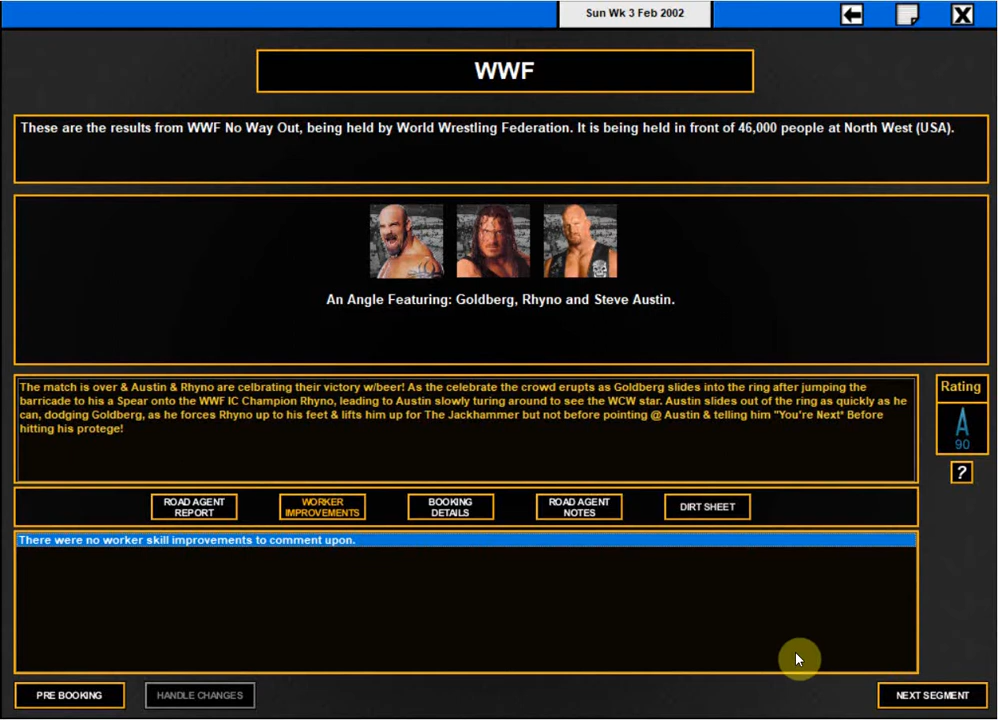 Sun Wk 3 Feb 2002
WWF
These are the results from WWF No Way Out, being held by World Wrestling Federation. It is being held in front of 46,000 people at North West (USA).
An Angle Featuring: Goldberg, Rhyno and Steve Austin.
The match is over & Austin & Rhyno are celbrating their victory w/beer! As the celebrate the crowd erupts as Goldberg slides into the ring after jumping the
barricade to his a Spear onto the WWF IC Champion Rhyno, leading to Austin slowly turing around to see the WCW star. Austin slides out of the ring as quickly as he
can, dodging Goldberg, as he forces Rhyno up to his feet & lifts him up for The Jackhammer but not before pointing @ Austin & telling him "You're Next" Before
hitting his protege!
Rating
A
90
?
ROAD AGENT
REPORT
WORKER
IMPROVEMENTS
BOOKING
DETAILS
ROAD AGENT
NOTES
DIRT SHEET
There were no worker skill improvements to comment upon.
PRE BOOKING
HANDLE CHANGES
NEXT SEGMENT